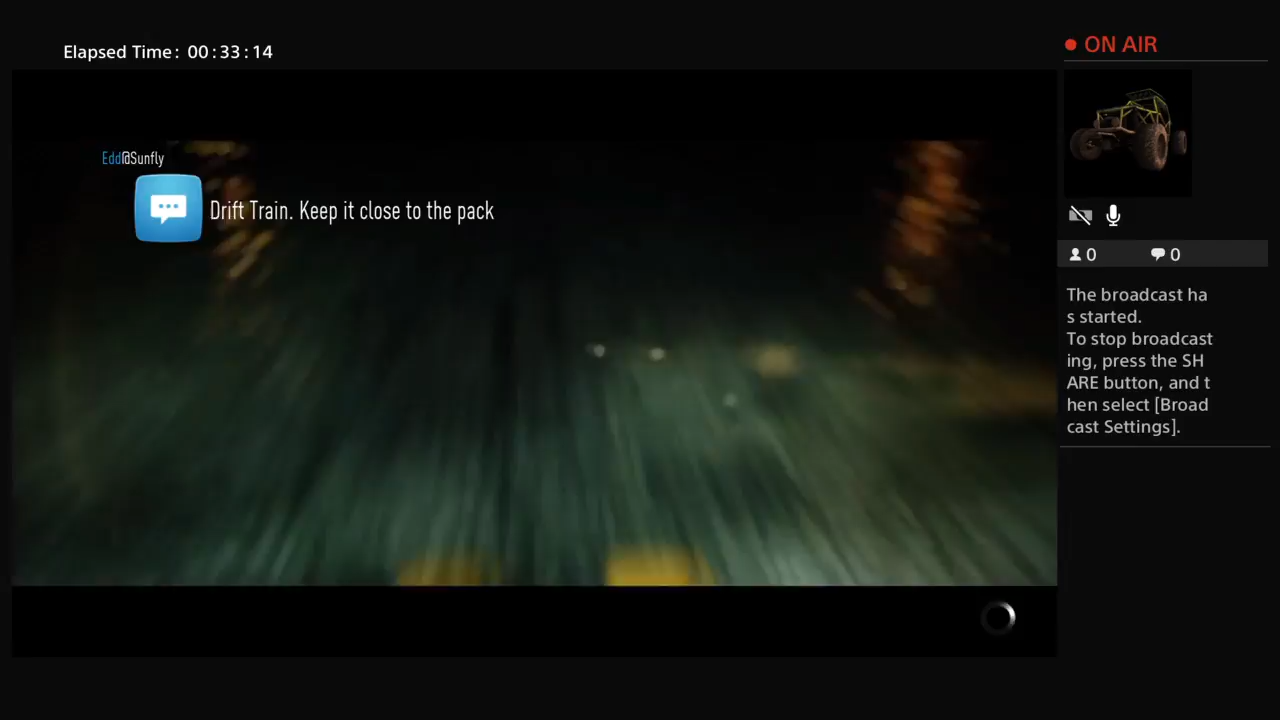 Elapsed Time: 00:33:14
ON AIR
Edd@Sunfly
Drift Train. Keep it close to the pack
0
0
The broadcast ha
s started.
To stop broadcast
ing, press the SH
ARE button, and t
hen select [Broad
cast Settings].